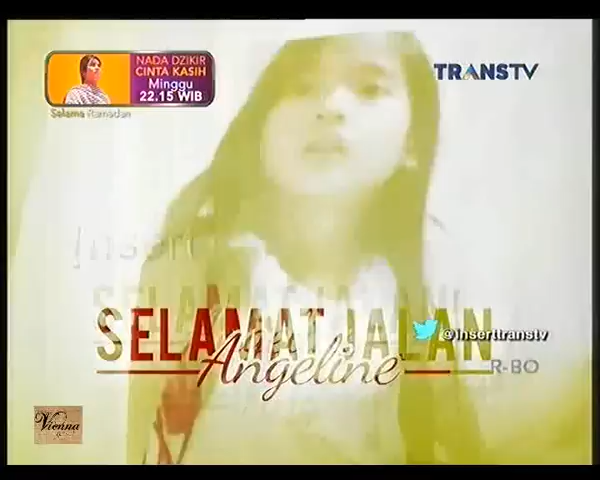 NADA DZIKIR
CINTA KASIH
Minggu
22.15 WIB
Selama Ramadan
TRANSTV
Insert
SELAMAT JALAN
Angeline
@inserttranstv
R-BO
Vienna